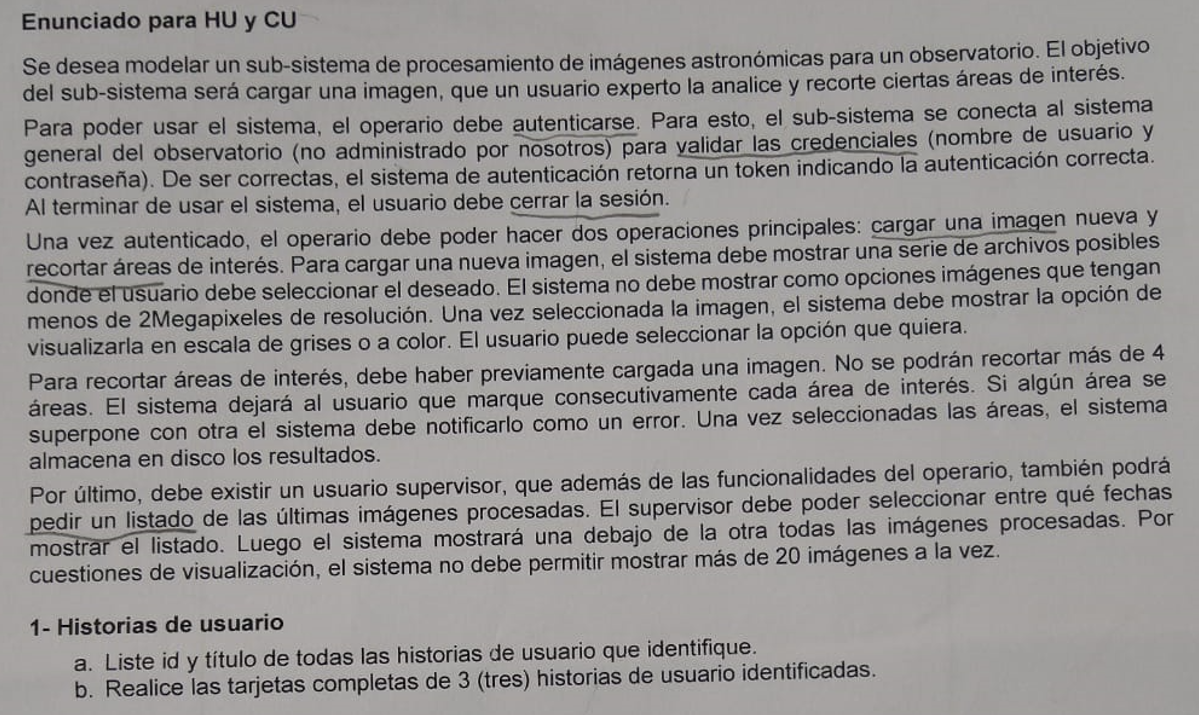 Enunciado para HU y CU
Se desea modelar un sub-sistema de procesamiento de imágenes astronómicas para un observatorio. El objetivo
del sub-sistema será cargar una imagen, que un usuario experto la analice y recorte ciertas áreas de interés.
Para poder usar el sistema, el operario debe autenticarse. Para esto, el sub-sistema se conecta al sistema
general del observatorio (no administrado por nosotros) para validar las credenciales (nombre de usuario y
contraseña). De ser correctas, el sistema de autenticación retorna un token indicando la autenticación correcta.
Al terminar de usar el sistema, el usuario debe cerrar la sesión.
Una vez autenticado, el operario debe poder hacer dos operaciones principales: cargar una imagen nueva y
recortar áreas de interés. Para cargar una nueva imagen, el sistema debe mostrar una serie de archivos posibles
donde el usuario debe seleccionar el deseado. El sistema no debe mostrar como opciones imágenes que tengan
menos de 2Megapixeles de resolución. Una vez seleccionada la imagen, el sistema debe mostrar la opción de
visualizarla en escala de grises o a color. El usuario puede seleccionar la opción que quiera.
Para recortar áreas de interés, debe haber previamente cargada una imagen. No se podrán recortar más de 4
áreas. El sistema dejará al usuario que marque consecutivamente cada área de interés. Si algún área se
superpone con otra el sistema debe notificarlo como un error. Una vez seleccionadas las áreas, el sistema
almacena en disco los resultados.
Por último, debe existir un usuario supervisor, que además de las funcionalidades del operario, también podrá
pedir un listado de las últimas imágenes procesadas. El supervisor debe poder seleccionar entre qué fechas
mostrar el listado. Luego el sistema mostrará una debajo de la otra todas las imágenes procesadas. Por
cuestiones de visualización, el sistema no debe permitir mostrar más de 20 imágenes a la vez.
1- Historias de usuario
a. Liste id y título de todas las historias de usuario que identifique.
b. Realice las tarjetas completas de 3 (tres) historias de usuario identificadas.